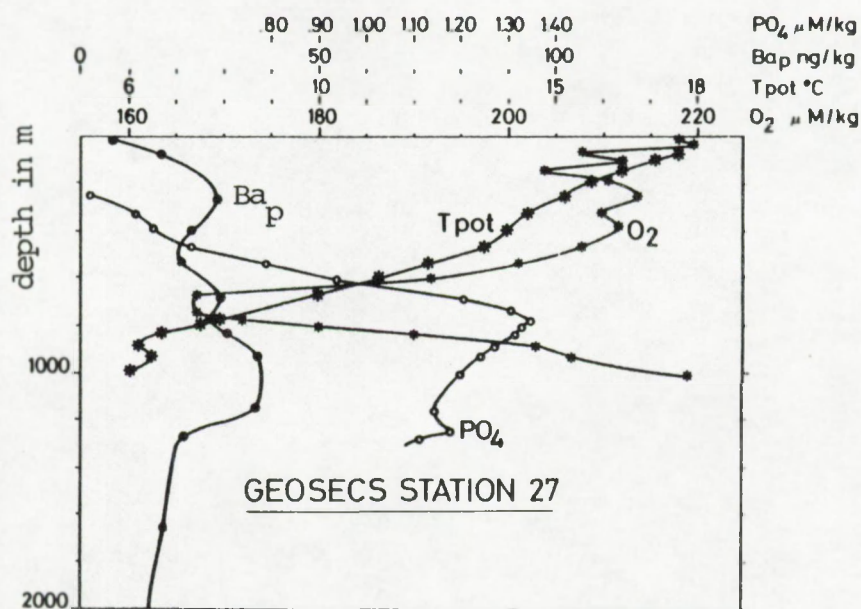 80 90 100 110 120 130 140 PO4 μM/kg
0 50 100 Bap ng/kg
6 10 15 18 Tpot °C
160 180 200 220 O2 μM/kg
depth in m
Bap
Tpot
O2
1000
PO4
GEOSECS STATION 27
2000